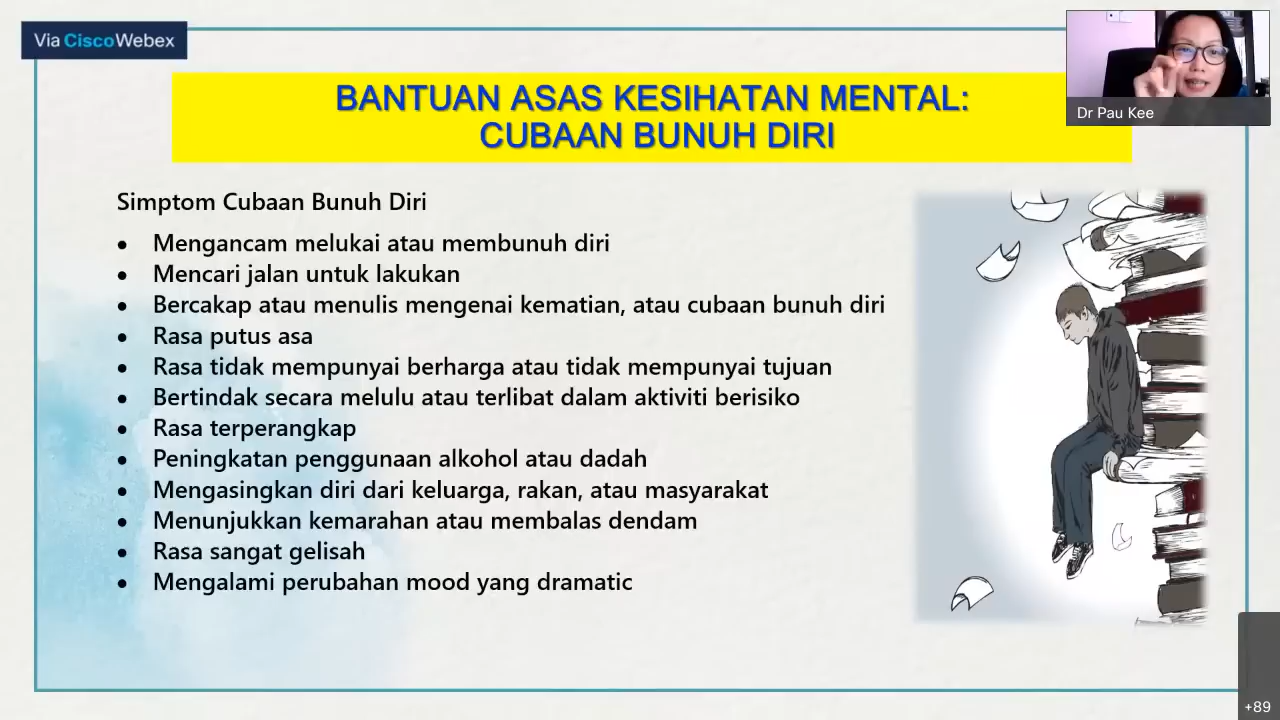 Via CiscoWebex
Dr Pau Kee
BANTUAN ASAS KESIHATAN MENTAL:
CUBAAN BUNUH DIRI
Simptom Cubaan Bunuh Diri
• Mengancam melukai atau membunuh diri
• Mencari jalan untuk lakukan
• Bercakap atau menulis mengenai kematian, atau cubaan bunuh diri
• Rasa putus asa
• Rasa tidak mempunyai berharga atau tidak mempunyai tujuan
• Bertindak secara melulu atau terlibat dalam aktiviti berisiko
• Rasa terperangkap
• Peningkatan penggunaan alkohol atau dadah
• Mengasingkan diri dari keluarga, rakan, atau masyarakat
• Menunjukkan kemarahan atau membalas dendam
• Rasa sangat gelisah
• Mengalami perubahan mood yang dramatic
+89